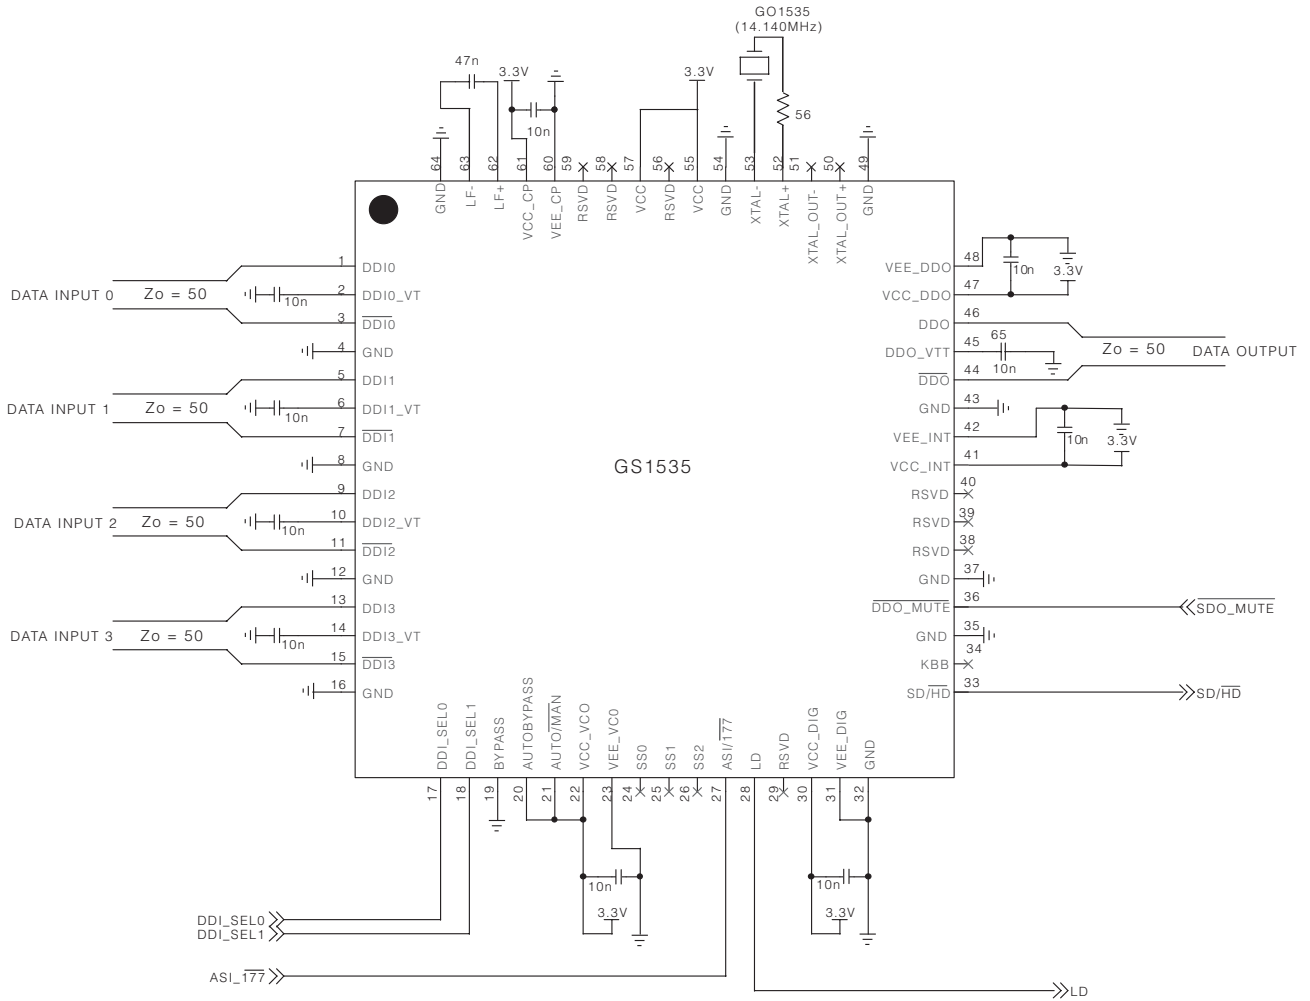 GO1535
(14.140MHz)
47n
3.3V
10n
3.3V
56
64
63
62
61
60
59
58
57
56
55
54
53
52
51
50
49
GND
LF-
LF+
VCC_CP
VEE_CP
RSVD
RSVD
VCC
RSVD
VCC
GND
XTAL-
XTAL+
XTAL_OUT-
XTAL_OUT+
GND
DATA INPUT 0
Zo = 50
10n
1 DDI0
2 DDI0_VT
3 DDI0
4 GND
DATA INPUT 1
Zo = 50
10n
5 DDI1
6 DDI1_VT
7 DDI1
8 GND
DATA INPUT 2
Zo = 50
10n
9 DDI2
10 DDI2_VT
11 DDI2
12 GND
DATA INPUT 3
Zo = 50
10n
13 DDI3
14 DDI3_VT
15 DDI3
16 GND
GS1535
VEE_DDO 48
10n
3.3V
VCC_DDO 47
DDO 46
DDO_VTT 45
65
10n
Zo = 50
DATA OUTPUT
DDO 44
GND 43
VEE_INT 42
10n
3.3V
VCC_INT 41
RSVD 40
RSVD 39
RSVD 38
GND 37
DDO_MUTE 36
SDO_MUTE
GND 35
KBB 34
SD/HD 33
SD/HD
DDI_SEL0
DDI_SEL1
BYPASS
AUTOBYPASS
AUTO/MAN
VCC_VCO
VEE_VC0
SS0
SS1
SS2
ASI/177
LD
RSVD
VCC_DIG
VEE_DIG
GND
17
18
19
20
21
22
23
24
25
26
27
28
29
30
31
32
10n
3.3V
10n
3.3V
DDI_SEL0
DDI_SEL1
ASI_177
LD